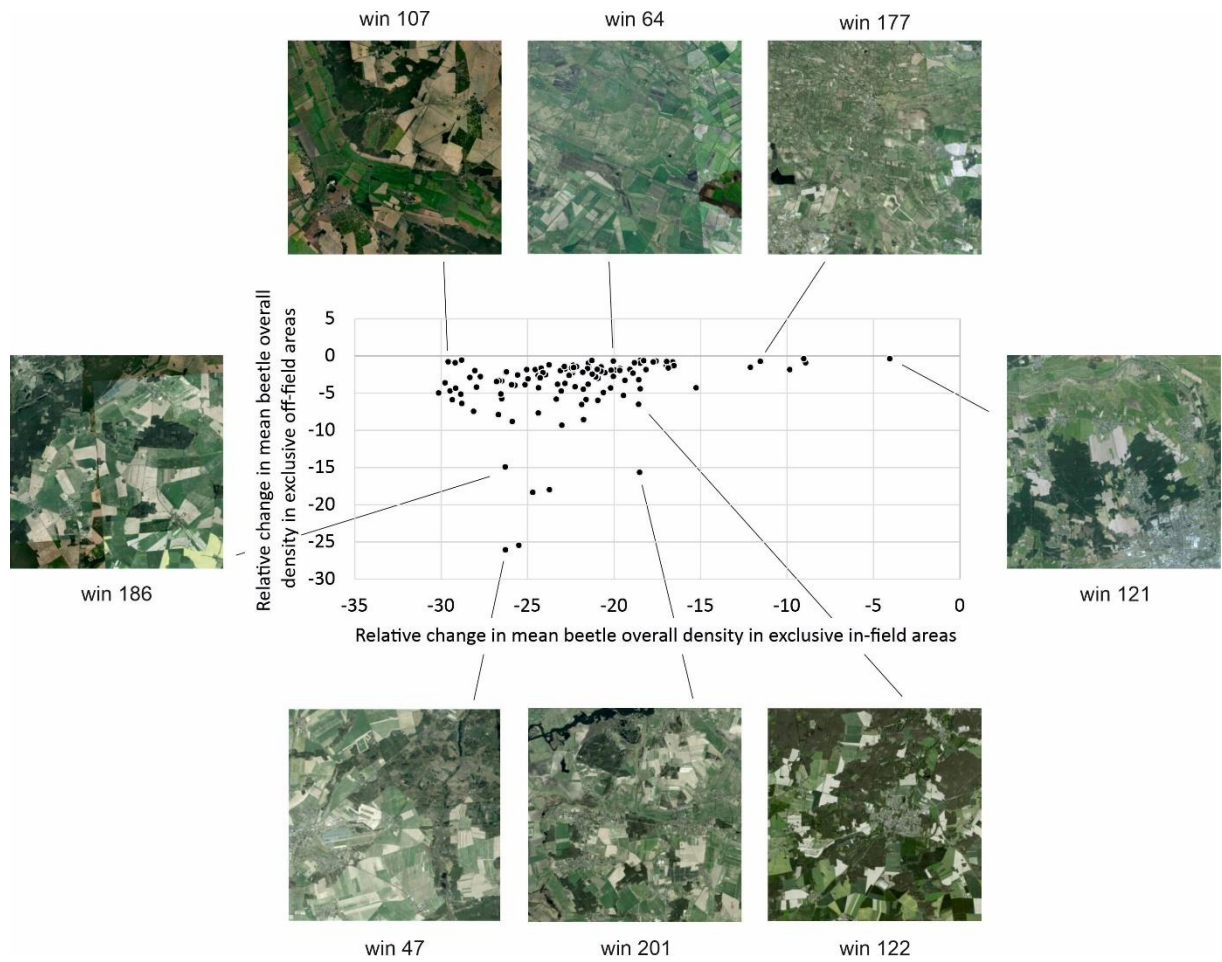 win 107
win 64
win 177
Relative change in mean beetle overall
density in exclusive off-field areas
5
0
-5
-10
-15
-20
-25
-30
win 186
win 121
-35
-30
-25
-20
-15
-10
-5
0
Relative change in mean beetle overall density in exclusive in-field areas
win 47
win 201
win 122